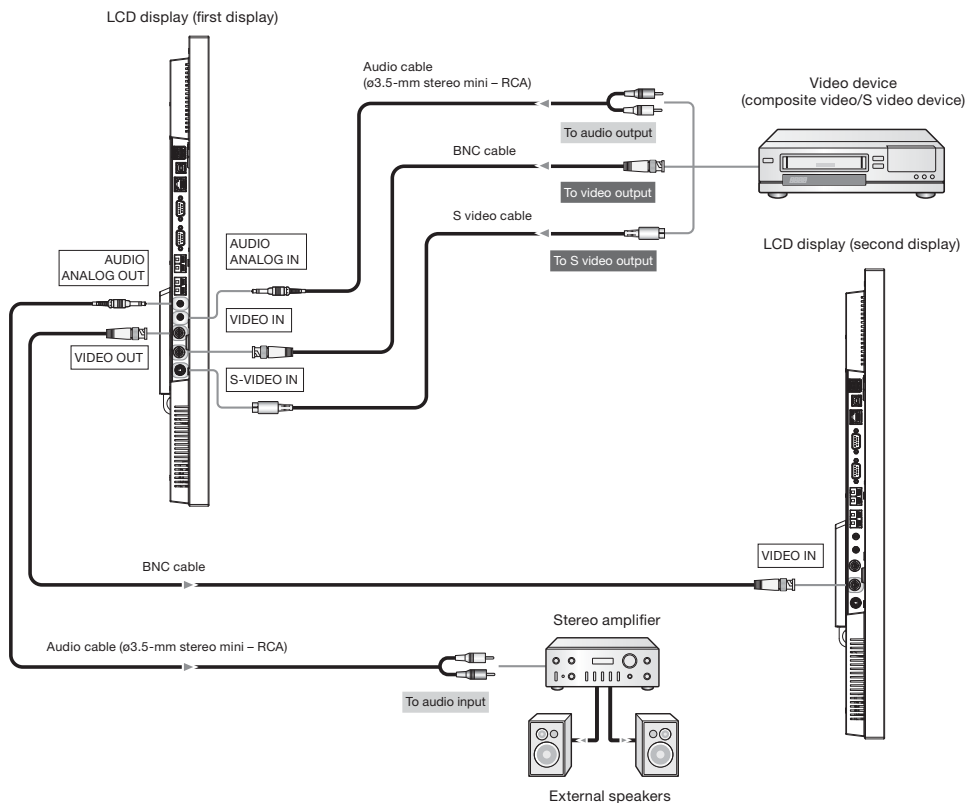 LCD display (first display)
Audio cable
(ø3.5-mm stereo mini – RCA)
Video device
(composite video/S video device)
To audio output
BNC cable
To video output
S video cable
To S video output
LCD display (second display)
AUDIO
ANALOG OUT
AUDIO
ANALOG IN
VIDEO IN
VIDEO OUT
S-VIDEO IN
VIDEO IN
BNC cable
Stereo amplifier
Audio cable (ø3.5-mm stereo mini – RCA)
To audio input
External speakers